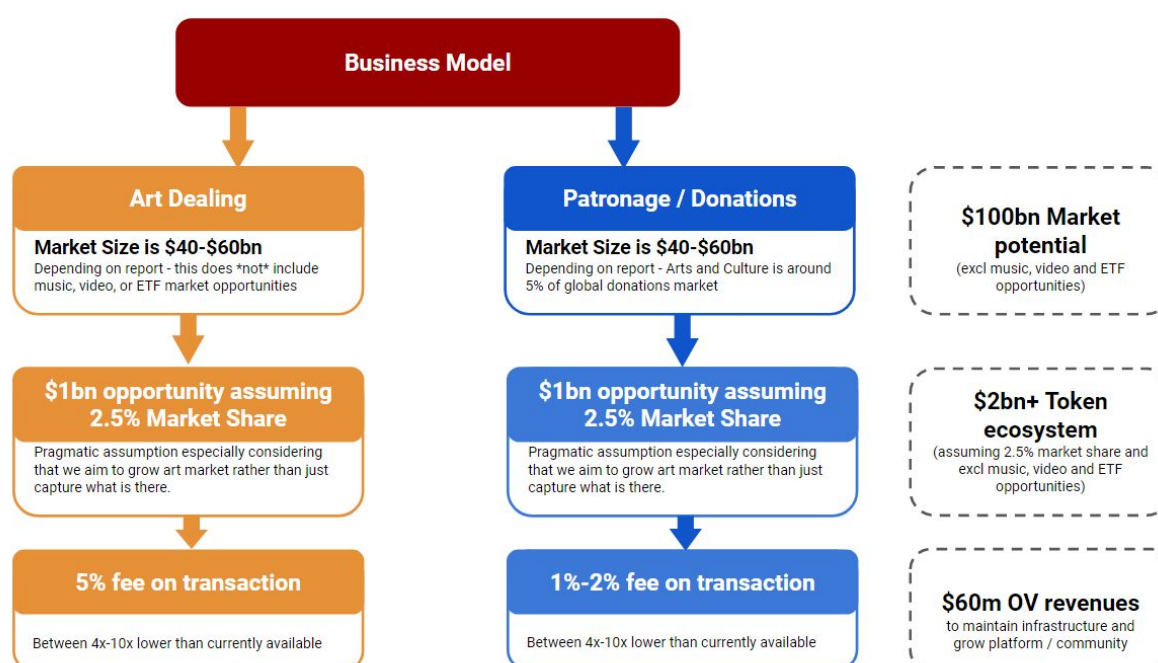 Business Model
Art Dealing
Market Size is $40-$60bn
Depending on report - this does *not* include
music, video, or ETF market opportunities
Patronage / Donations
Market Size is $40-$60bn
Depending on report - Arts and Culture is around
5% of global donations market
$100bn Market
potential
(excl music, video and ETF
opportunities)
$1bn opportunity assuming
2.5% Market Share
Pragmatic assumption especially considering
that we aim to grow art market rather than just
capture what is there.
$1bn opportunity assuming
2.5% Market Share
Pragmatic assumption especially considering
that we aim to grow art market rather than just
capture what is there.
$2bn+ Token
ecosystem
(assuming 2.5% market share and
excl music, video and ETF
opportunities)
5% fee on transaction
Between 4x-10x lower than currently available
1%-2% fee on transaction
Between 4x-10x lower than currently available
$60m OV revenues
to maintain infrastructure and
grow platform / community